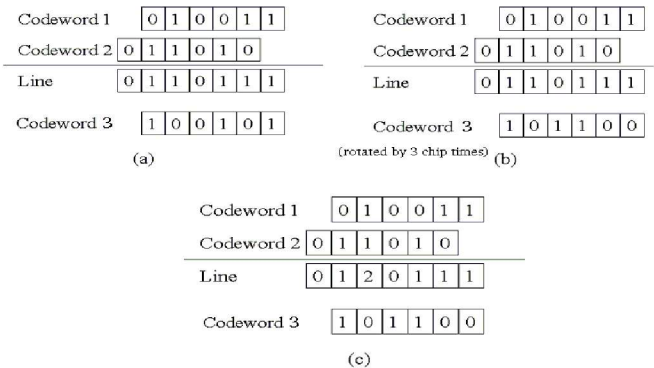 Codeword 1 0 1 0 0 1 1
Codeword 2 0 1 1 0 1 0
Line 0 1 1 0 1 1 1
Codeword 3 1 0 0 1 0 1
(a)
Codeword 1 0 1 0 0 1 1
Codeword 2 0 1 1 0 1 0
Line 0 1 1 0 1 1 1
Codeword 3 1 0 1 1 0 0
(rotated by 3 chip times) (b)
Codeword 1 0 1 0 0 1 1
Codeword 2 0 1 1 0 1 0
Line 0 1 2 0 1 1 1
Codeword 3 1 0 1 1 0 0
(c)